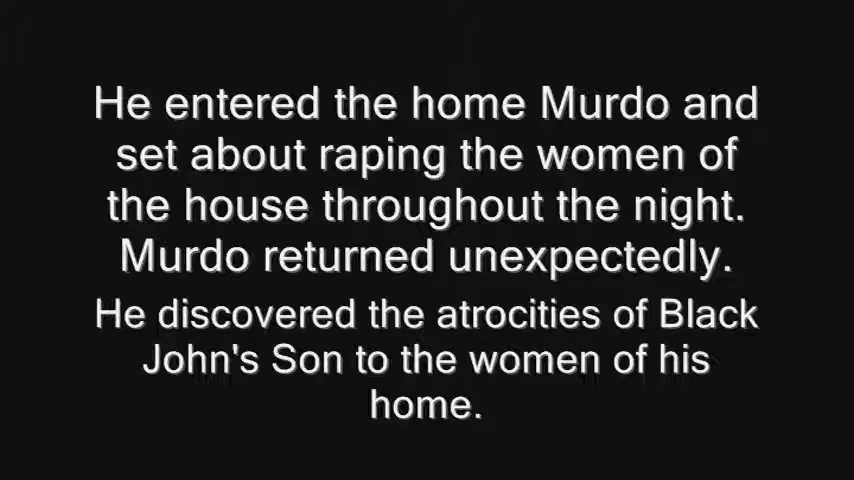 He entered the home Murdo and
set about raping the women of
the house throughout the night.
Murdo returned unexpectedly.
He discovered the atrocities of Black
John's Son to the women of his
home.